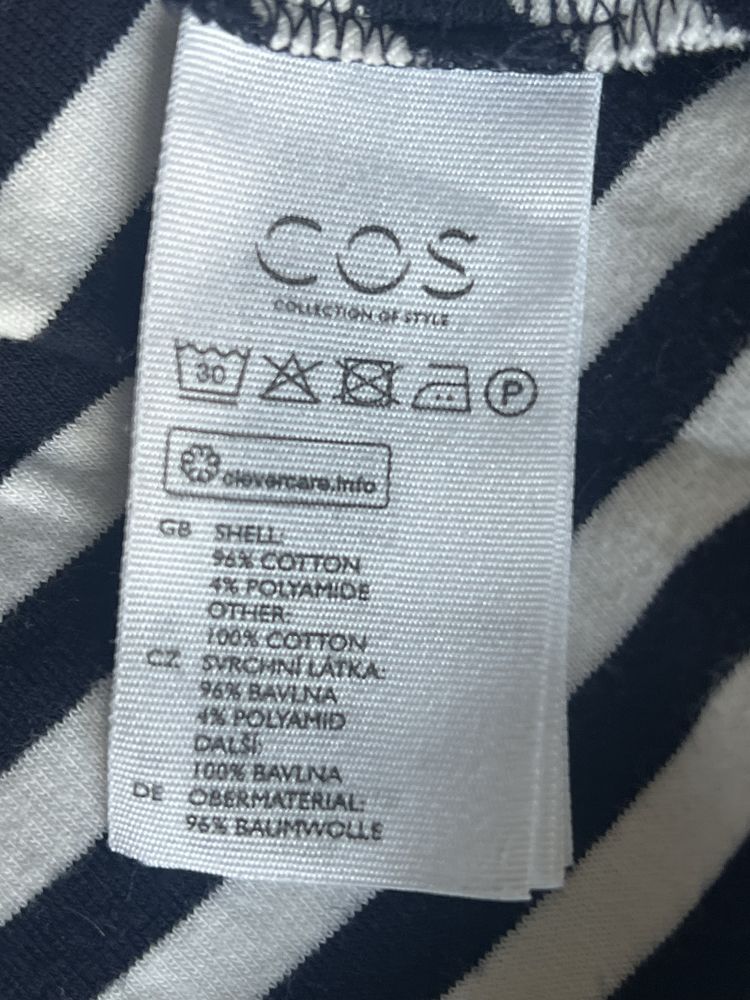 COS
COLLECTION OF STYLE
30
P
clevercare.info
GB SHELL:
96% COTTON
4% POLYAMIDE
OTHER:
100% COTTON
CZ SVRCHNÍ LÁTKA:
96% BAVLNA
4% POLYAMID
DALŠÍ:
100% BAVLNA
DE OBERMATERIAL:
96% BAUMWOLLE